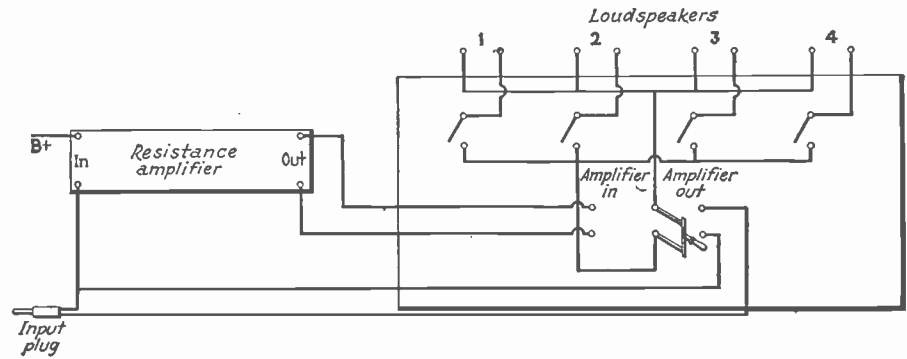 Loudspeakers
1 2 3 4
B+
In
Resistance
amplifier
Out
Amplifier
in
Amplifier
out
Input
plug